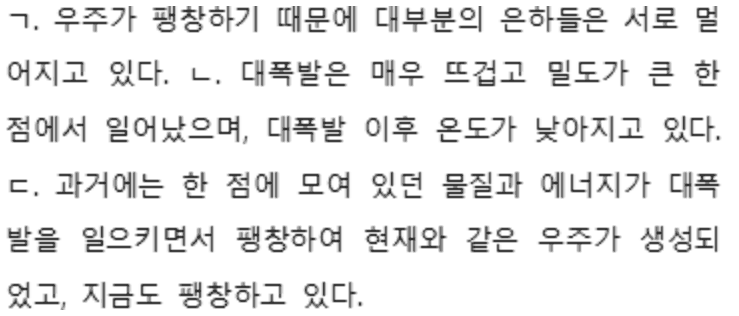 ㄱ. 우주가 팽창하기 때문에 대부분의 은하들은 서로 멀
어지고 있다. ㄴ. 대폭발은 매우 뜨겁고 밀도가 큰 한
점에서 일어났으며, 대폭발 이후 온도가 낮아지고 있다.
ㄷ. 과거에는 한 점에 모여 있던 물질과 에너지가 대폭
발을 일으키면서 팽창하여 현재와 같은 우주가 생성되
었고, 지금도 팽창하고 있다.